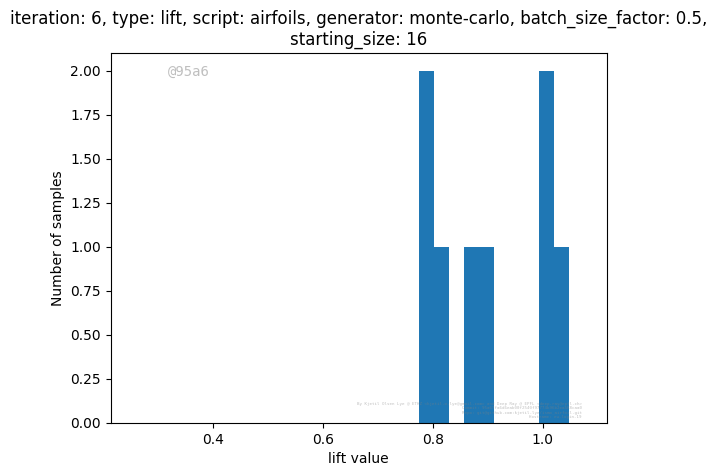 iteration: 6, type: lift, script: airfoils, generator: monte-carlo, batch_size_factor: 0.5,
starting_size: 16
@95a6
2.00
1.75
1.50
1.25
1.00
0.75
0.50
0.25
0.00
Number of samples
0.4 0.6 0.8 1.0
lift value